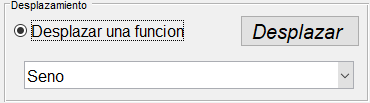 Desplazamiento
Desplazar una funcion
Desplazar
Seno